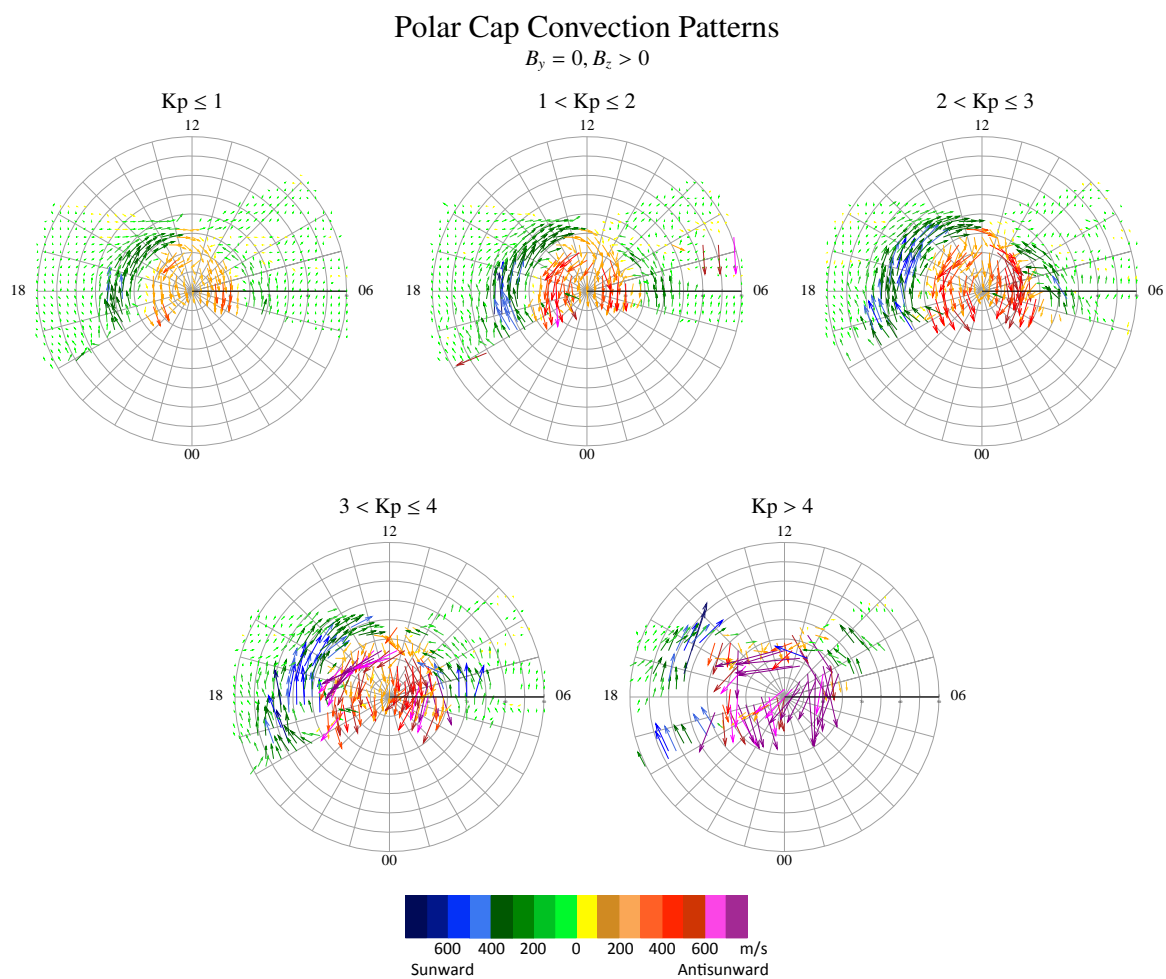 Polar Cap Convection Patterns
B_y = 0, B_z > 0
Kp ≤ 1
1 < Kp ≤ 2
2 < Kp ≤ 3
12
12
12
18
06
18
06
18
06
00
00
00
3 < Kp ≤ 4
Kp > 4
12
12
18
06
18
06
00
00
600 400 200 0 200 400 600 m/s
Sunward
Antisunward